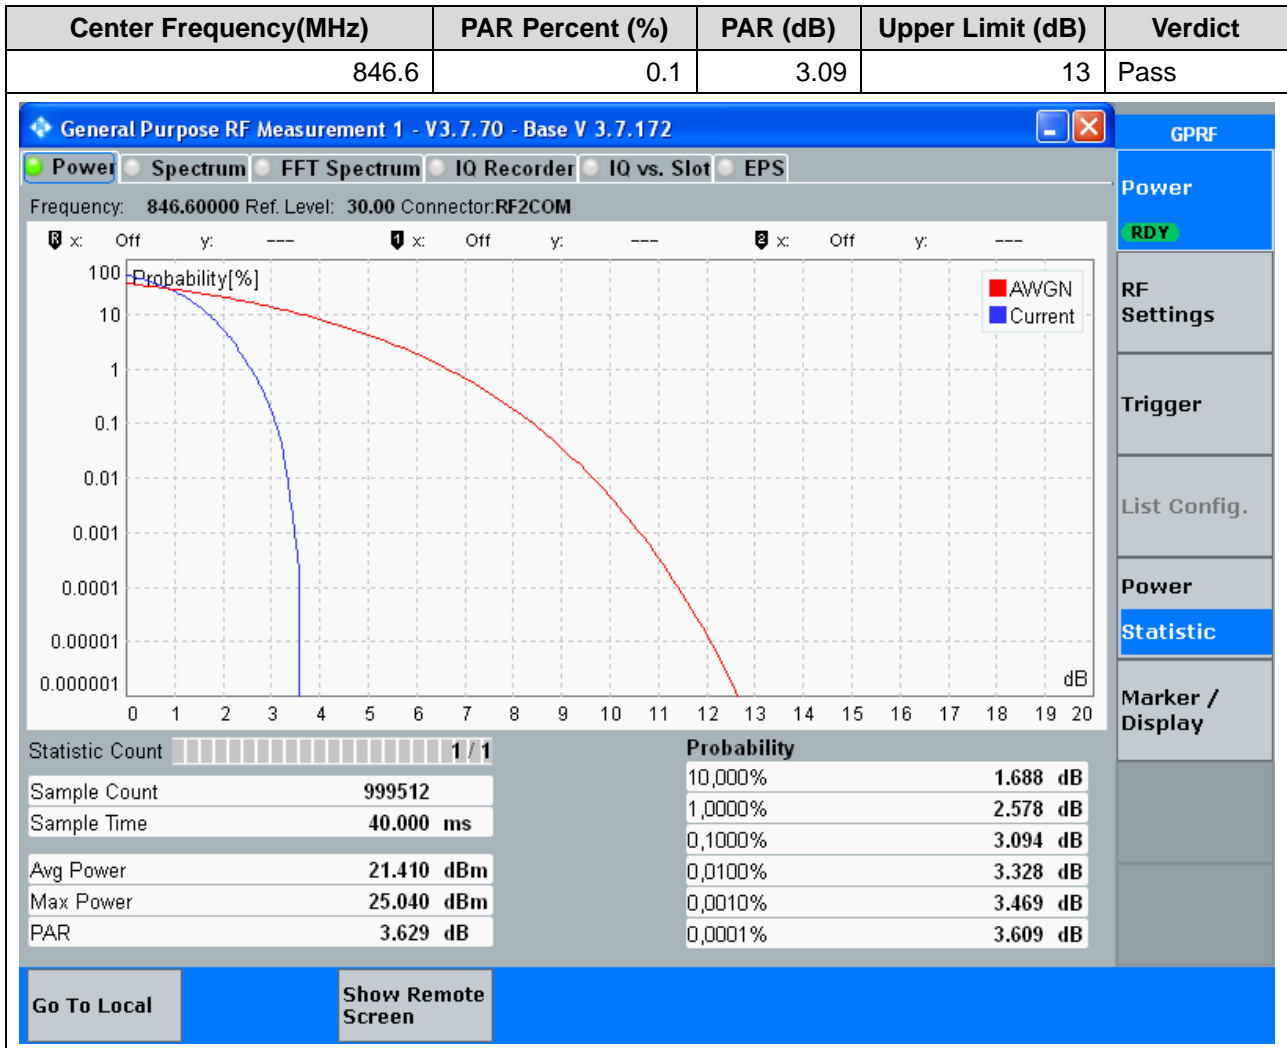 Center Frequency(MHz) PAR Percent (%) PAR (dB) Upper Limit (dB) Verdict
846.6 0.1 3.09 13 Pass
General Purpose RF Measurement 1 - V3.7.70 - Base V 3.7.172
GPRF
Power Spectrum FFT Spectrum IQ Recorder IQ vs. Slot EPS
Frequency: 846.60000 Ref. Level: 30.00 Connector:RF2COM
R x: Off y: --- 1 x: Off y: --- 2 x: Off y: ---
Probability[%]
AWGN
Current
100
10
1
0.1
0.01
0.001
0.0001
0.00001
0.000001
dB
0 1 2 3 4 5 6 7 8 9 10 11 12 13 14 15 16 17 18 19 20
Statistic Count 1 / 1
Sample Count 999512
Sample Time 40.000 ms
Avg Power 21.410 dBm
Max Power 25.040 dBm
PAR 3.629 dB
Probability
10,000% 1.688 dB
1,0000% 2.578 dB
0,1000% 3.094 dB
0,0100% 3.328 dB
0,0010% 3.469 dB
0,0001% 3.609 dB
Power
RDY
RF
Settings
Trigger
List Config.
Power
Statistic
Marker /
Display
Go To Local
Show Remote
Screen